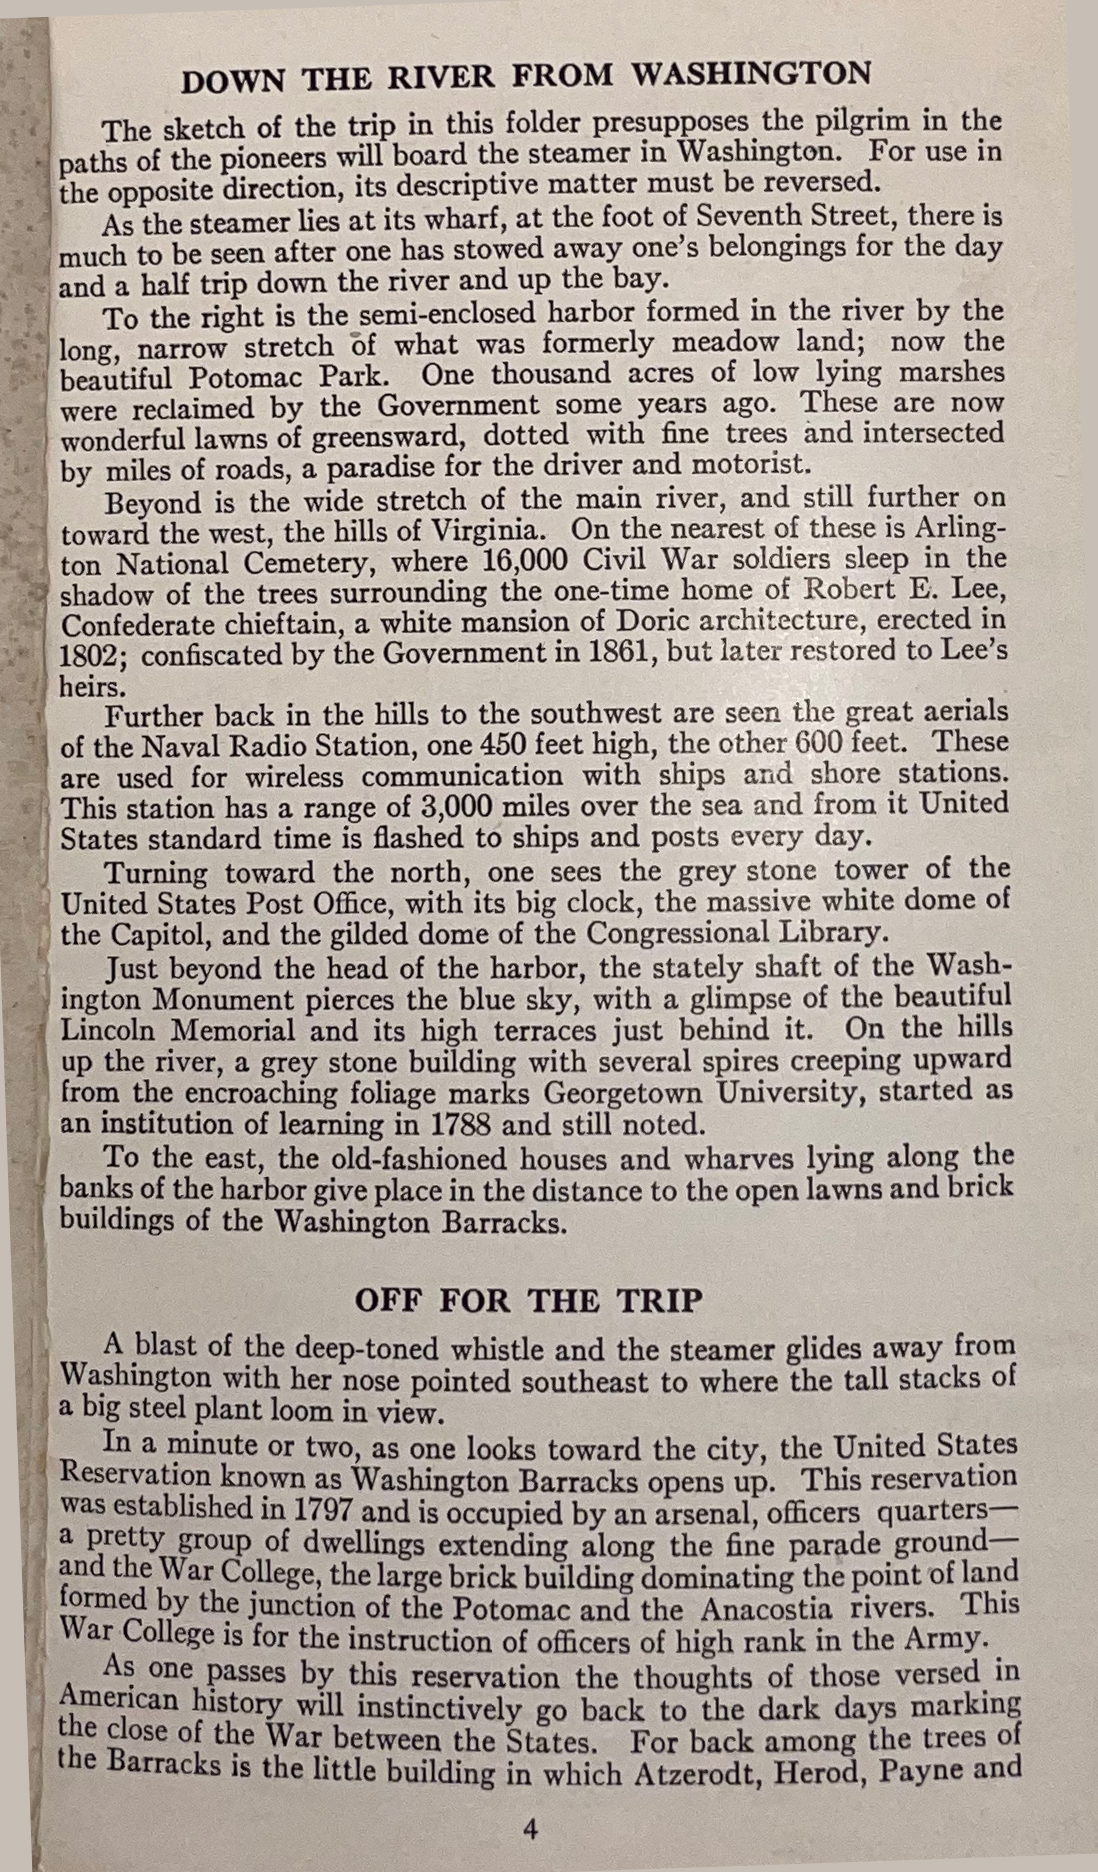 DOWN THE RIVER FROM WASHINGTON
The sketch of the trip in this folder presupposes the pilgrim in the
paths of the pioneers will board the steamer in Washington. For use in
the opposite direction, its descriptive matter must be reversed.
As the steamer lies at its wharf, at the foot of Seventh Street, there is
much to be seen after one has stowed away one's belongings for the day
and a half trip down the river and up the bay.
To the right is the semi-enclosed harbor formed in the river by the
long, narrow stretch of what was formerly meadow land; now the
beautiful Potomac Park. One thousand acres of low lying marshes
were reclaimed by the Government some years ago. These are now
wonderful lawns of greensward, dotted with fine trees and intersected
by miles of roads, a paradise for the driver and motorist.
Beyond is the wide stretch of the main river, and still further on
toward the west, the hills of Virginia. On the nearest of these is Arling-
ton National Cemetery, where 16,000 Civil War soldiers sleep in the
shadow of the trees surrounding the one-time home of Robert E. Lee,
Confederate chieftain, a white mansion of Doric architecture, erected in
1802; confiscated by the Government in 1861, but later restored to Lee's
heirs.
Further back in the hills to the southwest are seen the great aerials
of the Naval Radio Station, one 450 feet high, the other 600 feet. These
are used for wireless communication with ships and shore stations.
This station has a range of 3,000 miles over the sea and from it United
States standard time is flashed to ships and posts every day.
Turning toward the north, one sees the grey stone tower of the
United States Post Office, with its big clock, the massive white dome of
the Capitol, and the gilded dome of the Congressional Library.
Just beyond the head of the harbor, the stately shaft of the Wash-
ington Monument pierces the blue sky, with a glimpse of the beautiful
Lincoln Memorial and its high terraces just behind it. On the hills
up the river, a grey stone building with several spires creeping upward
from the encroaching foliage marks Georgetown University, started as
an institution of learning in 1788 and still noted.
To the east, the old-fashioned houses and wharves lying along the
banks of the harbor give place in the distance to the open lawns and brick
buildings of the Washington Barracks.
OFF FOR THE TRIP
A blast of the deep-toned whistle and the steamer glides away from
Washington with her nose pointed southeast to where the tall stacks of
a big steel plant loom in view.
In a minute or two, as one looks toward the city, the United States
Reservation known as Washington Barracks opens up. This reservation
was established in 1797 and is occupied by an arsenal, officers quarters—
a pretty group of dwellings extending along the fine parade ground—
and the War College, the large brick building dominating the point of land
formed by the junction of the Potomac and the Anacostia rivers. This
War College is for the instruction of officers of high rank in the Army.
As one passes by this reservation the thoughts of those versed in
American history will instinctively go back to the dark days marking
the close of the War between the States. For back among the trees of
the Barracks is the little building in which Atzerodt, Herod, Payne and
4